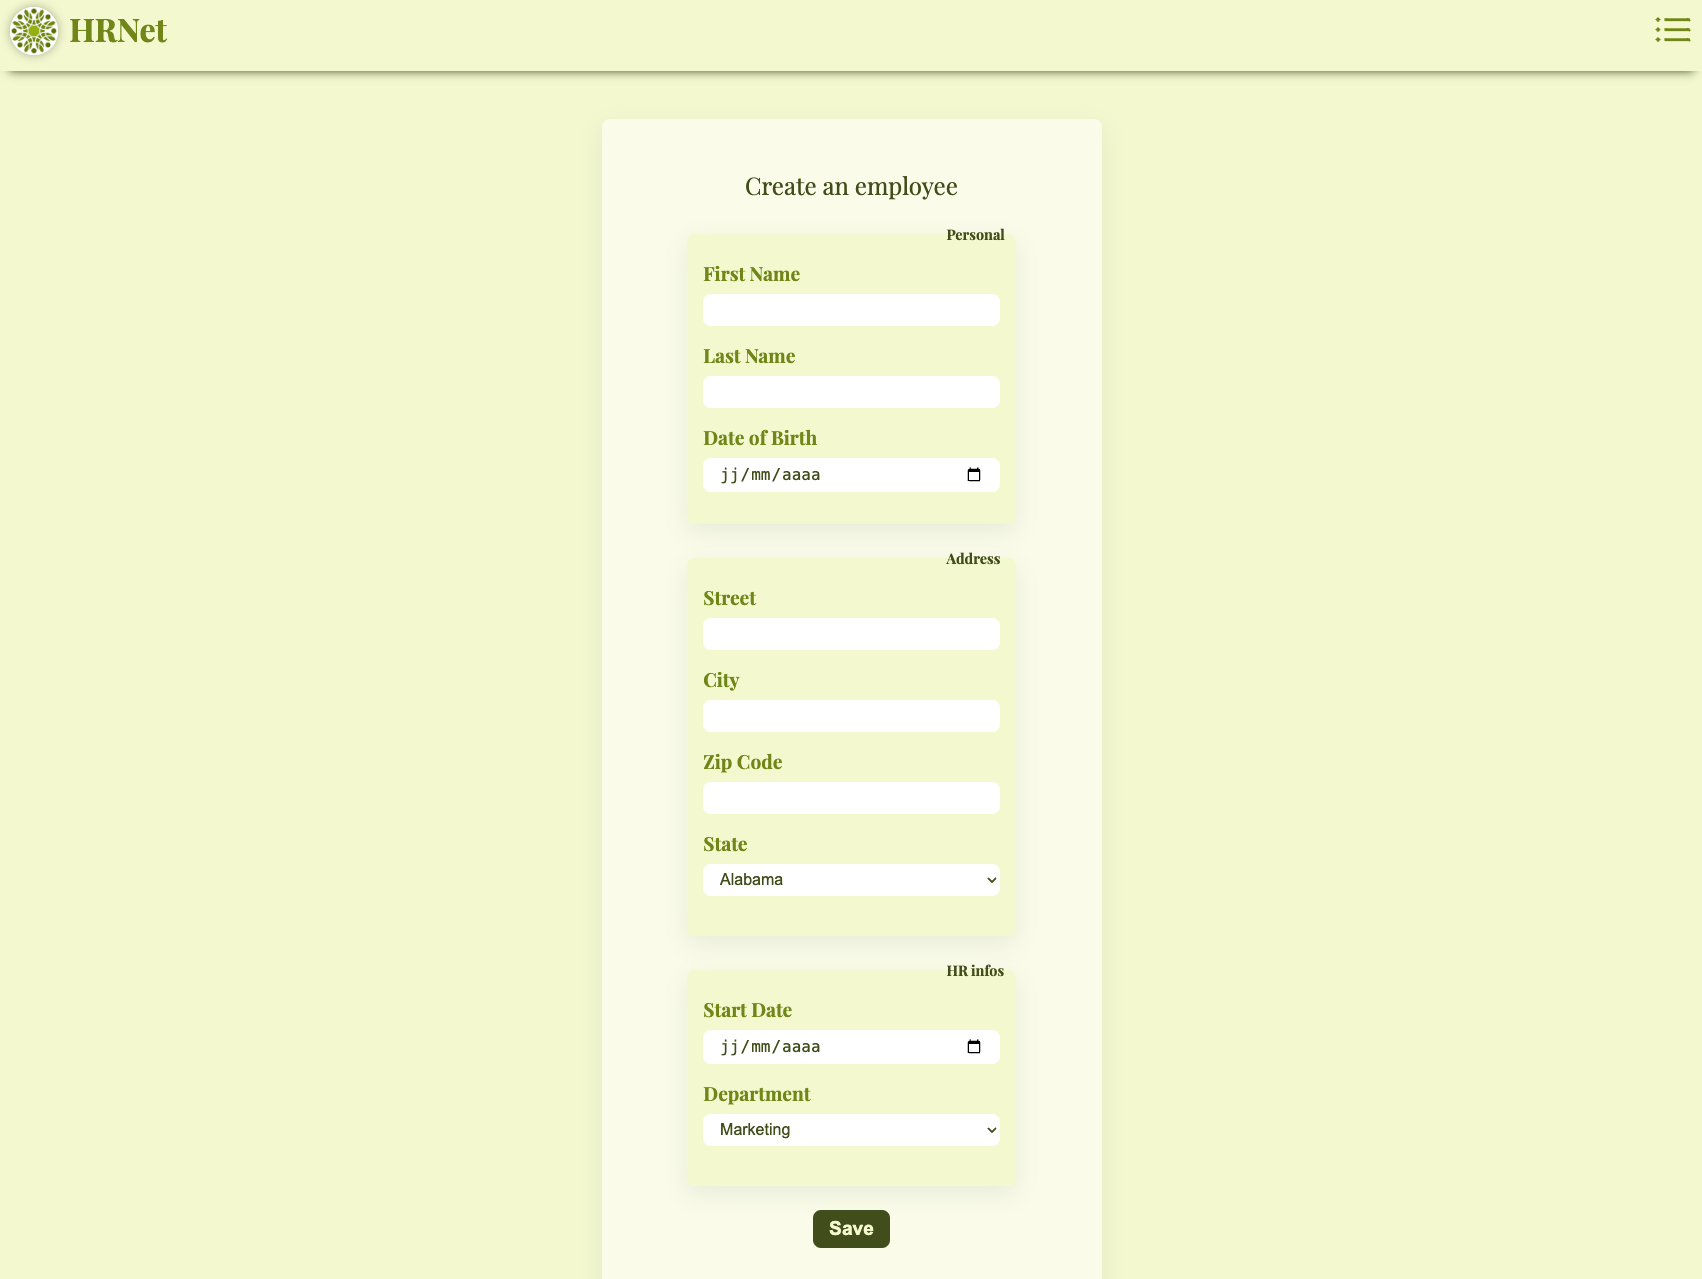 HRNet
Create an employee
Personal
First Name
Last Name
Date of Birth
jj/mm/aaaa
Address
Street
City
Zip Code
State
Alabama
HR infos
Start Date
jj/mm/aaaa
Department
Marketing
Save